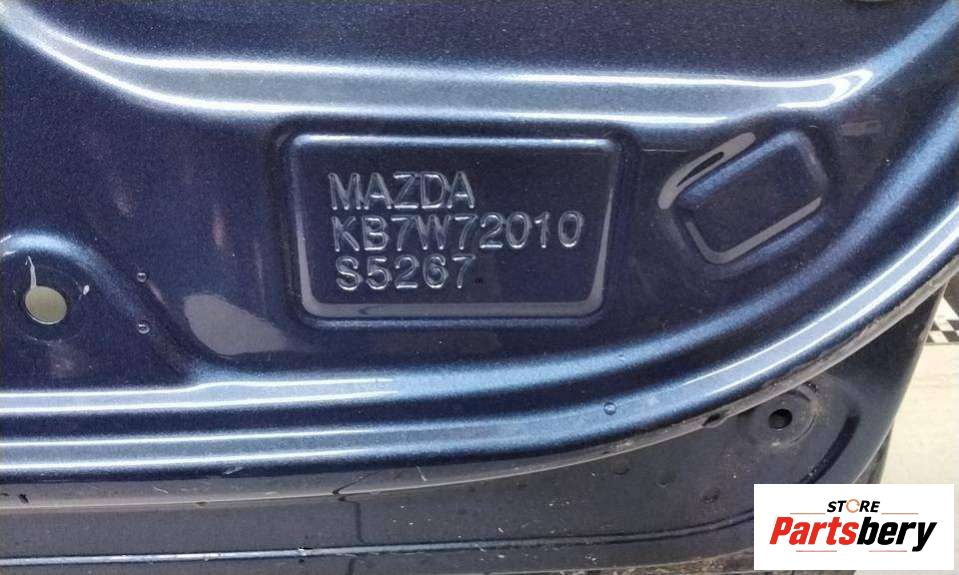 MAZDA
KB7W72010
S5267
STORE
Partsbery